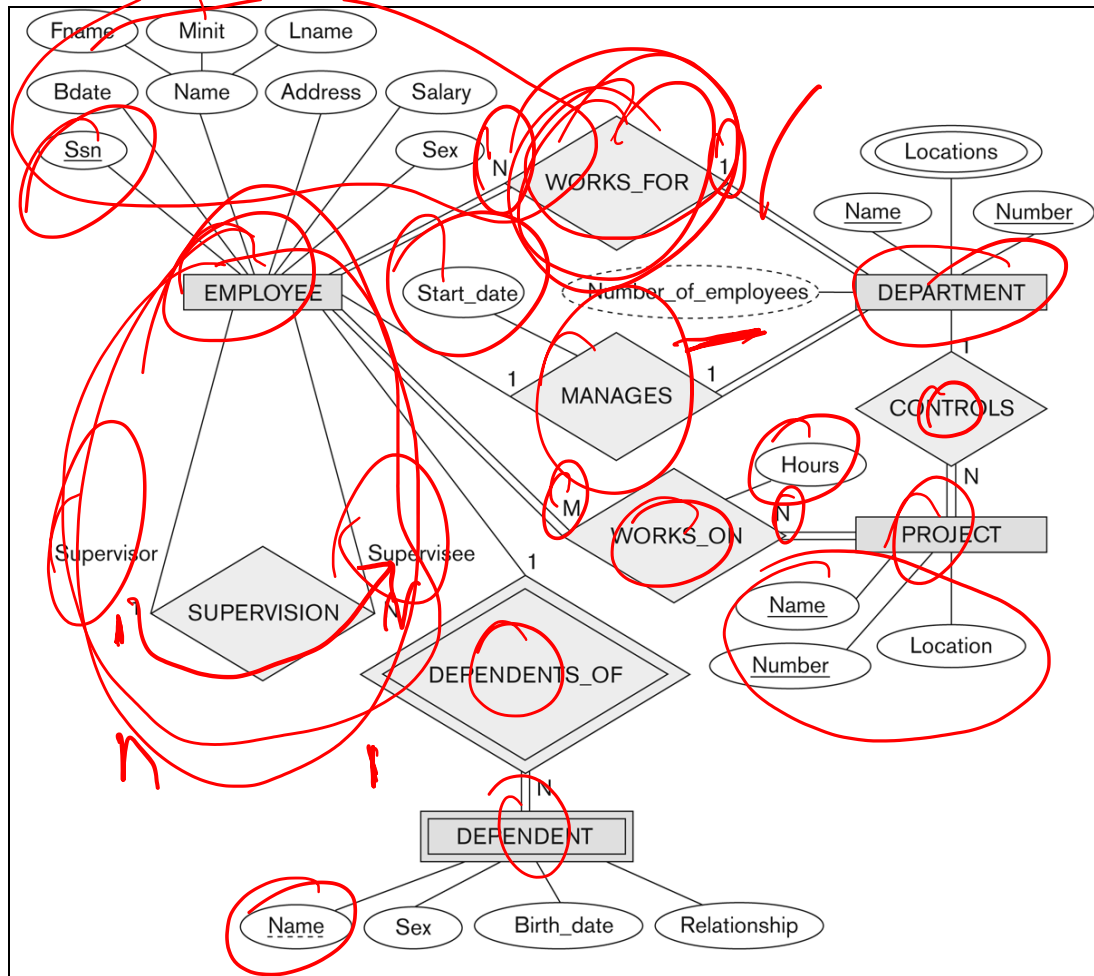 Fname Minit Lname
Bdate Name Address Salary
Ssn Sex
N WORKS_FOR 1
Locations
Name Number
EMPLOYEE Start_date Number_of_employees DEPARTMENT
1 MANAGES 1
1
CONTROLS
N
Hours
M WORKS_ON N
PROJECT
Name
Number Location
Supervisor Supervisee
1 SUPERVISION N
1 N
n 1
1
DEPENDENTS_OF
N
DEPENDENT
Name Sex Birth_date Relationship